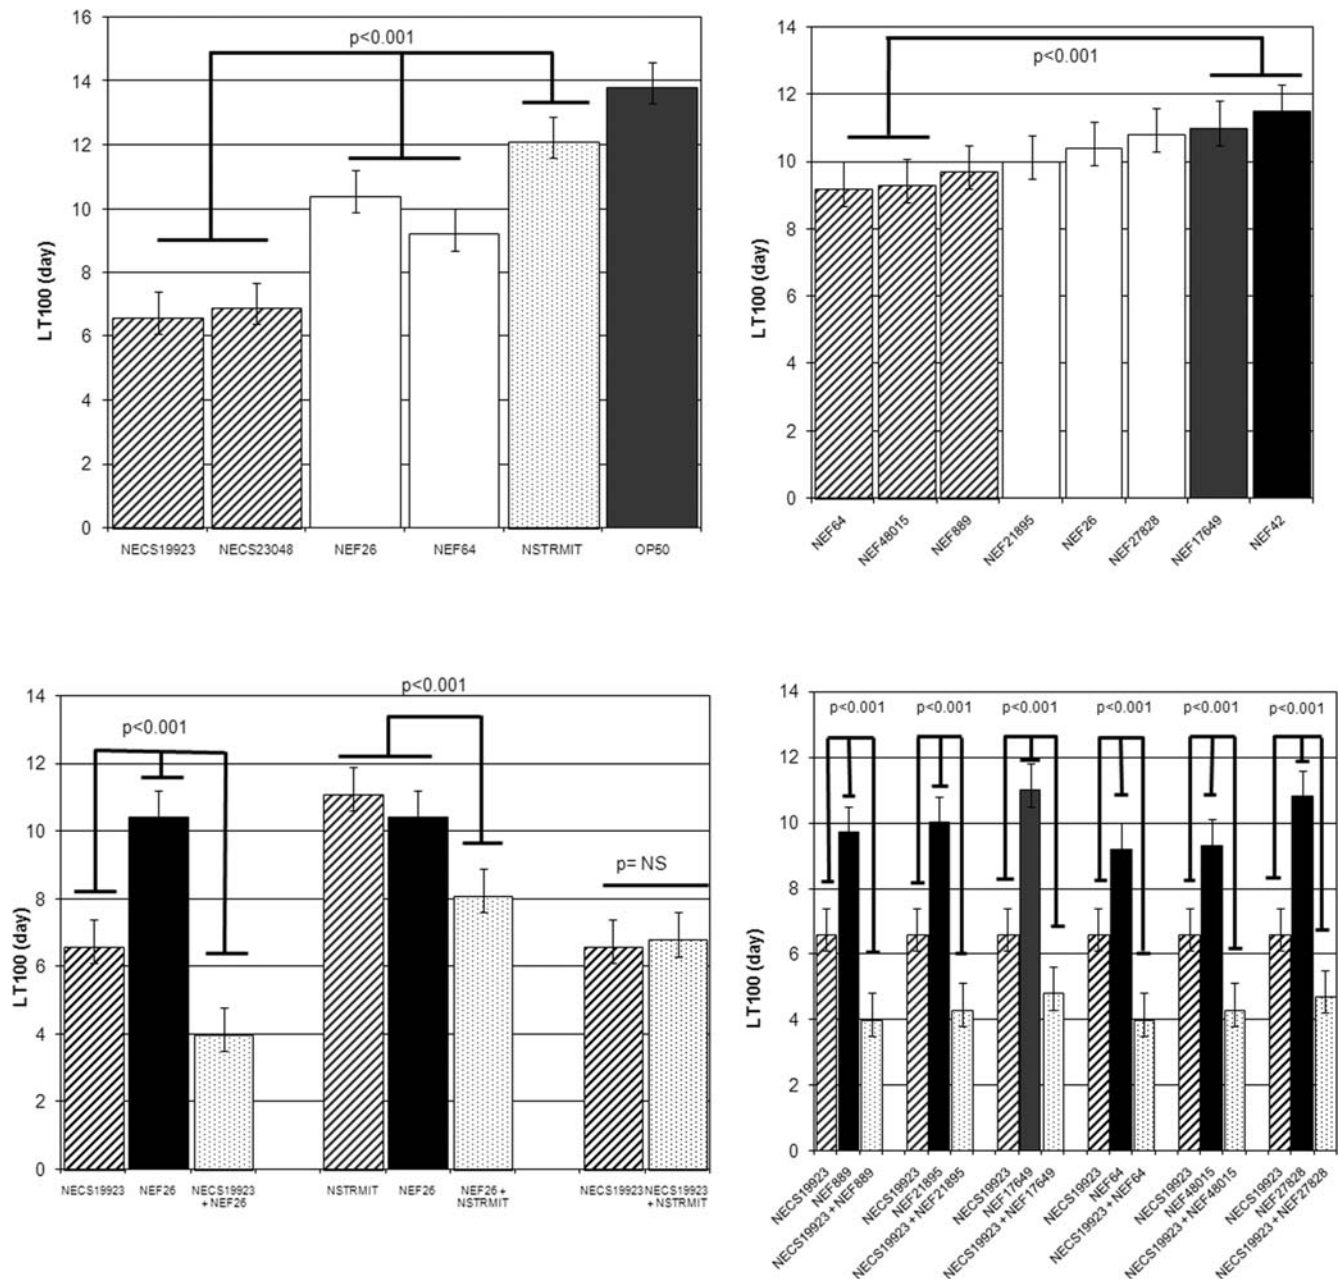 16
14
12
10
8
6
4
2
0
LT100 (day)
p<0.001
NECS19923
NECS23048
NEF26
NEF64
NSTRMIT
OP50
14
12
10
8
6
4
2
0
LT100 (day)
p<0.001
NEF64
NEF48015
NEF889
NEF21895
NEF26
NEF27828
NEF17649
NEF42
14
12
10
8
6
4
2
0
LT100 (day)
p<0.001
p<0.001
p= NS
NECS19923
NEF26
NECS19923
+ NEF26
NSTRMIT
NEF26
NEF26 +
NSTRMIT
NECS19923
NECS19923
+ NSTRMIT
14
12
10
8
6
4
2
0
LT100 (day)
p<0.001
p<0.001
p<0.001
p<0.001
p<0.001
p<0.001
NECS19923
NEF889
NECS19923 + NEF889
NECS19923
NEF21895
NECS19923 + NEF21895
NECS19923
NEF17649
NECS19923 + NEF17649
NECS19923
NEF64
NECS19923 + NEF64
NECS19923
NEF48015
NECS19923 + NEF48015
NECS19923
NEF27828
NECS19923 + NEF27828